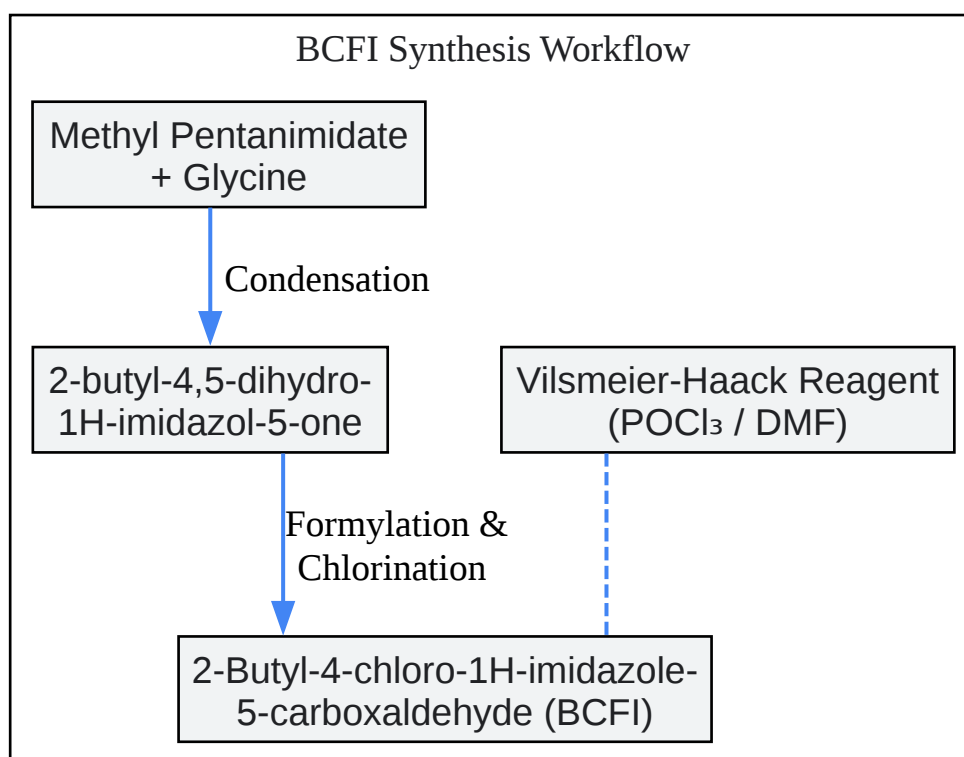 BCFI Synthesis Workflow
Methyl Pentanimidate
+ Glycine
Condensation
2-butyl-4,5-dihydro-
1H-imidazol-5-one
Vilsmeier-Haack Reagent
(POCl₃ / DMF)
Formylation &
Chlorination
2-Butyl-4-chloro-1H-imidazole-
5-carboxaldehyde (BCFI)